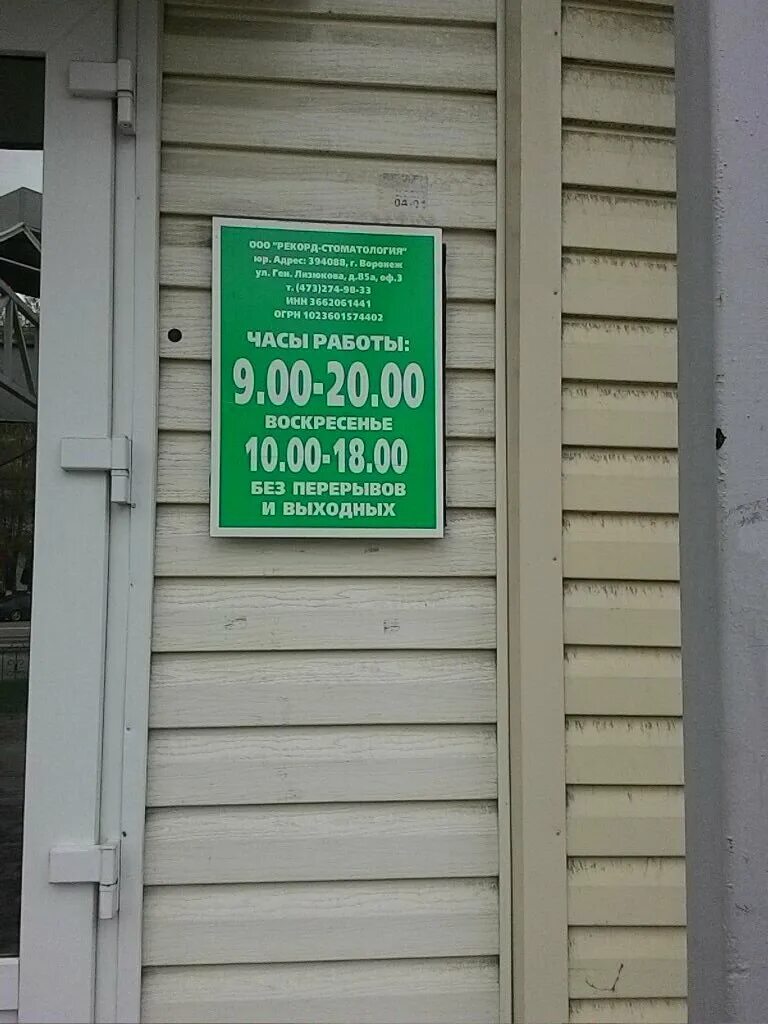 ООО "РЕКОРД-СТОМАТОЛОГИЯ"
юр. Адрес: 394088, г. Воронеж
ул. Ген. Лизюкова, д.85а, оф.3
т. (473)274-98-33
ИНН 3662061441
ОГРН 1023601574402
ЧАСЫ РАБОТЫ:
9.00-20.00
ВОСКРЕСЕНЬЕ
10.00-18.00
БЕЗ ПЕРЕРЫВОВ
И ВЫХОДНЫХ